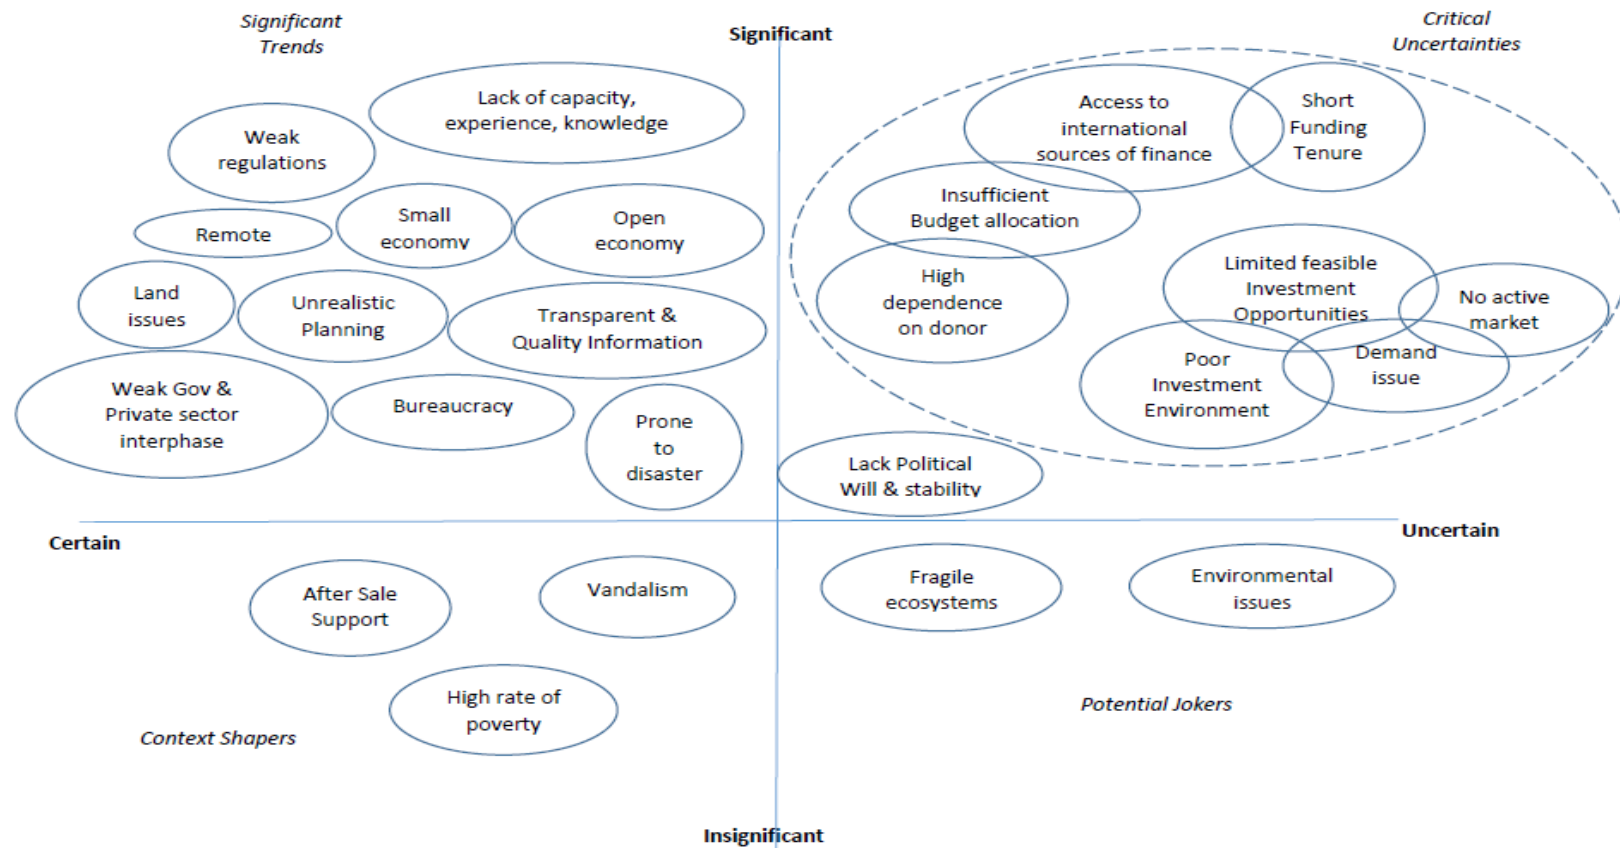 Significant
Trends
Significant
Critical
Uncertainties
Lack of capacity,
experience, knowledge
Weak
regulations
Access to
international
sources of finance
Short
Funding
Tenure
Remote
Small
economy
Open
economy
Insufficient
Budget allocation
Land
issues
Unrealistic
Planning
Transparent &
Quality Information
High
dependence
on donor
Limited feasible
Investment
Opportunities
No active
market
Weak Gov &
Private sector
interphase
Bureaucracy
Prone
to
disaster
Poor
Investment
Environment
Demand
issue
Lack Political
Will & stability
Certain
Uncertain
After Sale
Support
Vandalism
Fragile
ecosystems
Environmental
issues
High rate of
poverty
Context Shapers
Potential Jokers
Insignificant